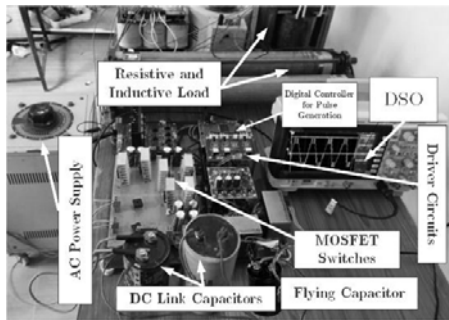 Resistive and
Inductive Load
Digital Controller
for Pulse
Generation
DSO
AC Power Supply
Driver Circuits
MOSFET
Switches
DC Link Capacitors
Flying Capacitor